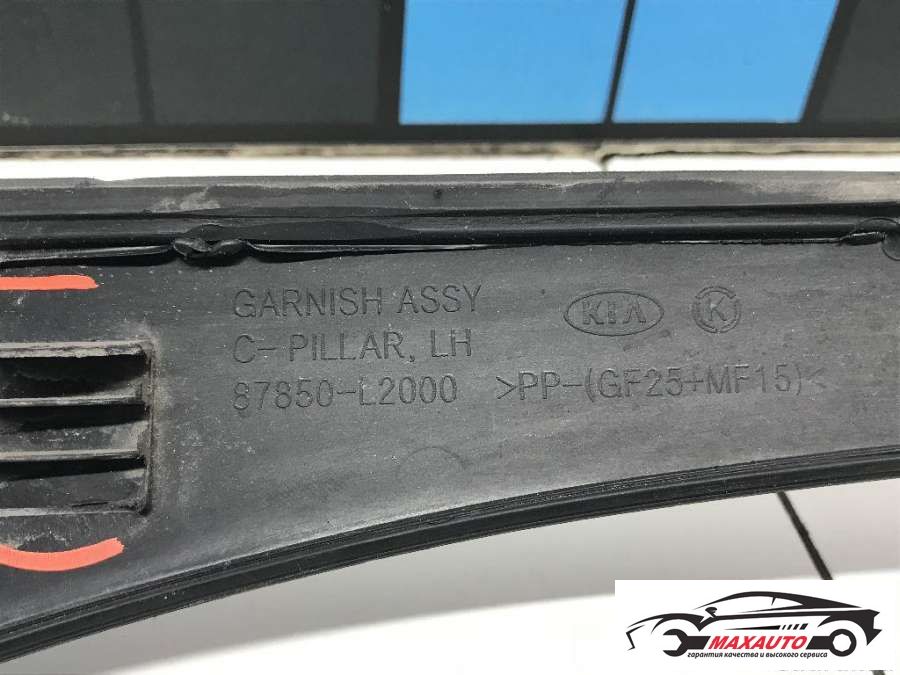 GARNISH ASSY
C-PILLAR, LH
87850-L2000 >PP-(GF25+MF15)<
KIA K
MAXAUTO
гарантия качества и высокого сервиса